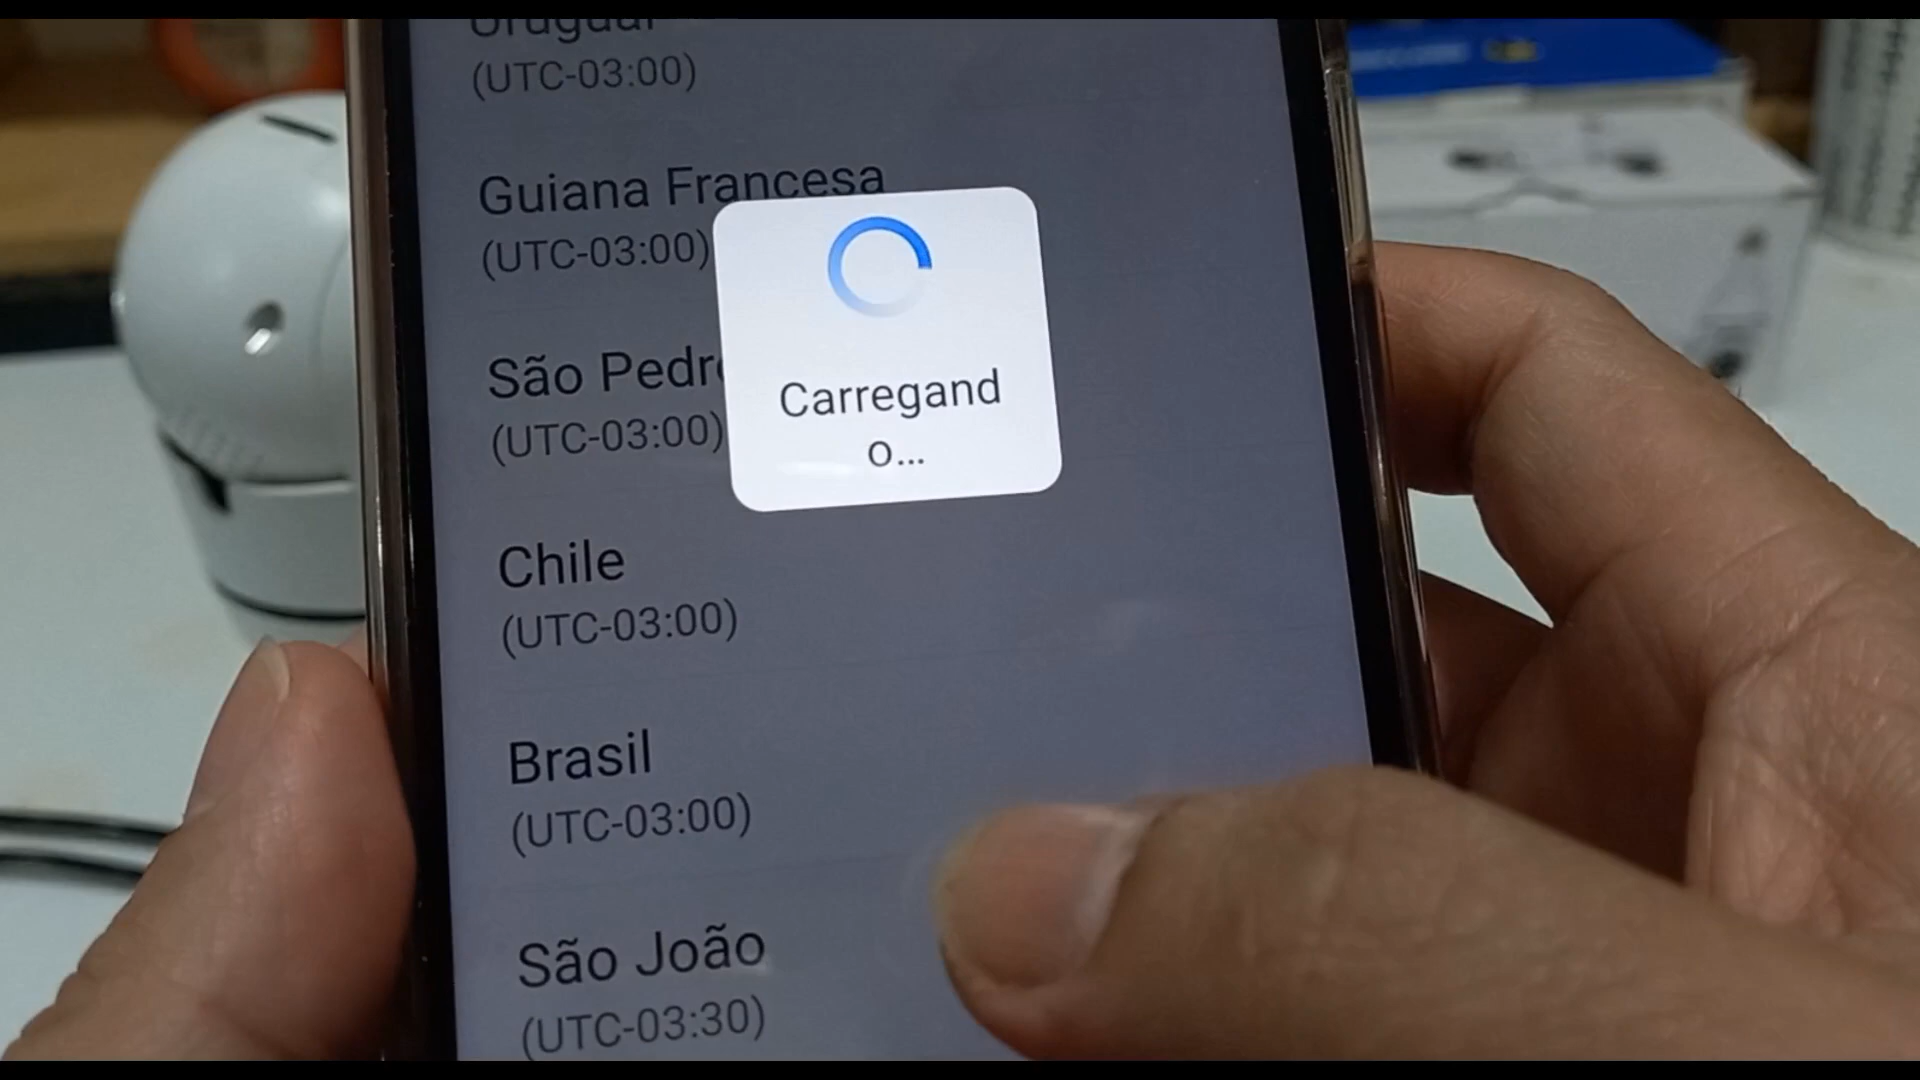 Uruguai
(UTC-03:00)
Guiana Francesa
(UTC-03:00)
São Pedr
(UTC-03:00)
Carregand
o...
Chile
(UTC-03:00)
Brasil
(UTC-03:00)
São João
(UTC-03:30)